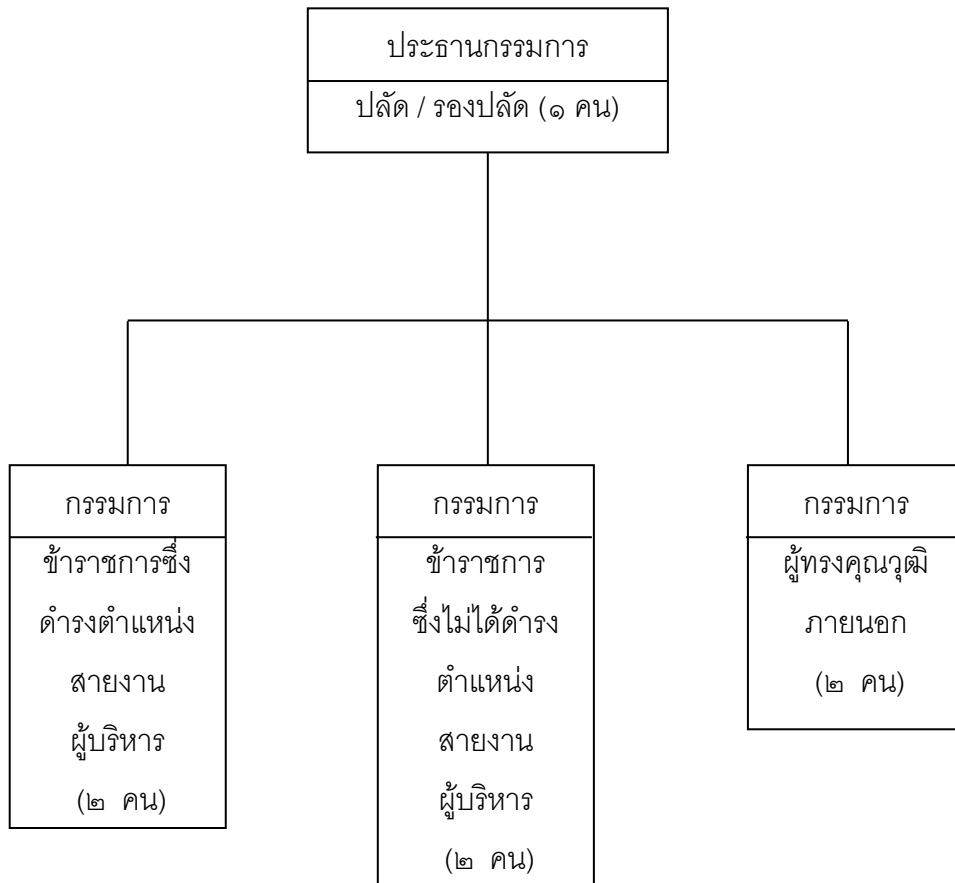 ประธานกรรมการ
ปลัด / รองปลัด (๑ คน)
กรรมการ
ข้าราชการซึ่ง
ดำรงตำแหน่ง
สายงาน
ผู้บริหาร
(๒ คน)
กรรมการ
ข้าราชการ
ซึ่งไม่ได้ดำรง
ตำแหน่ง
สายงาน
ผู้บริหาร
(๒ คน)
กรรมการ
ผู้ทรงคุณวุฒิ
ภายนอก
(๒ คน)